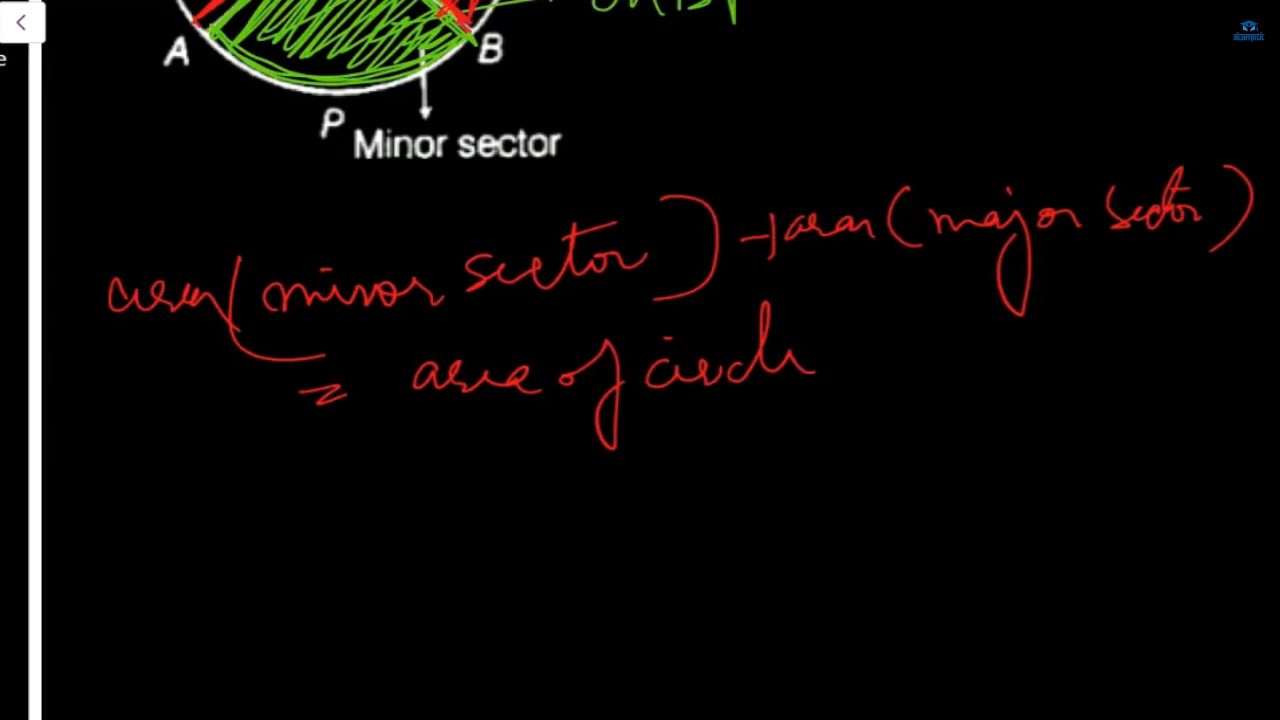 A
B
P
Minor sector
area(minor sector) + area(major sector)
= area of circle